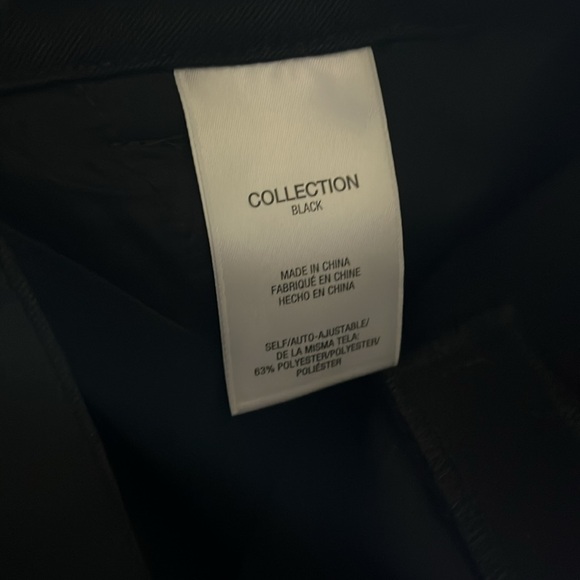 COLLECTION
BLACK
MADE IN CHINA
FABRIQUÉ EN CHINE
HECHO EN CHINA
SELF/AUTO-AJUSTABLE/
DE LA MISMA TELA:
63% POLYESTER/POLYESTER/
POLIÉSTER